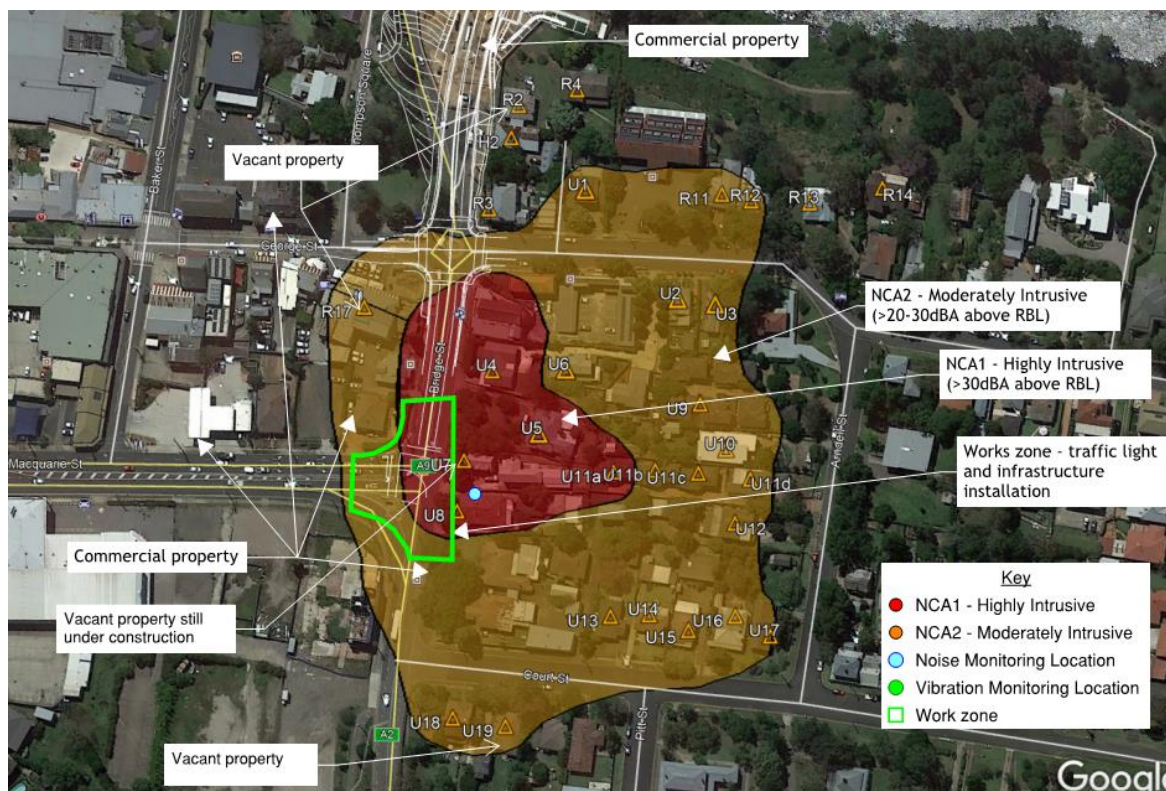 Commercial property
R4
R2
Thompson Square
H2
Vacant property
Baker St
U1
R11
R12
R13
R14
R3
George St
NCA2 - Moderately Intrusive
(>20-30dBA above RBL)
R17
U2
U3
Bridge St
U4
U6
NCA1 - Highly Intrusive
(>30dBA above RBL)
U9
Arndell St
U5
U10
Works zone - traffic light
and infrastructure
installation
Macquarie St
A9
U7
U11a
U11b
U11c
U11d
U8
U12
Commercial property
Vacant property still
under construction
U13
U14
U15
U16
U17
Court St
Pitt St
U18
U19
A2
Vacant property
Key
NCA1 - Highly Intrusive
NCA2 - Moderately Intrusive
Noise Monitoring Location
Vibration Monitoring Location
Work zone
Google